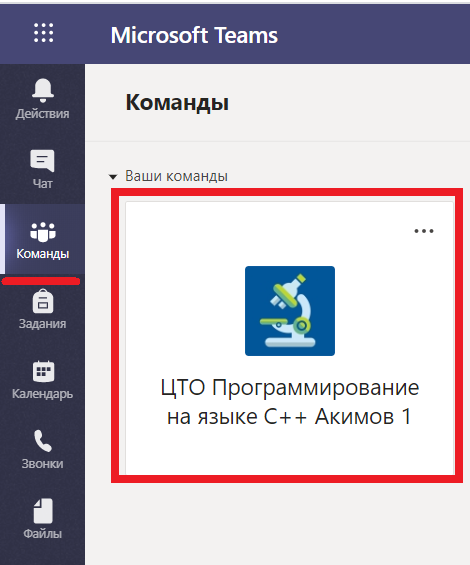 Microsoft Teams
Действия
Чат
Команды
Задания
Календарь
Звонки
Файлы
Команды
Ваши команды
ЦТО Программирование
на языке C++ Акимов 1